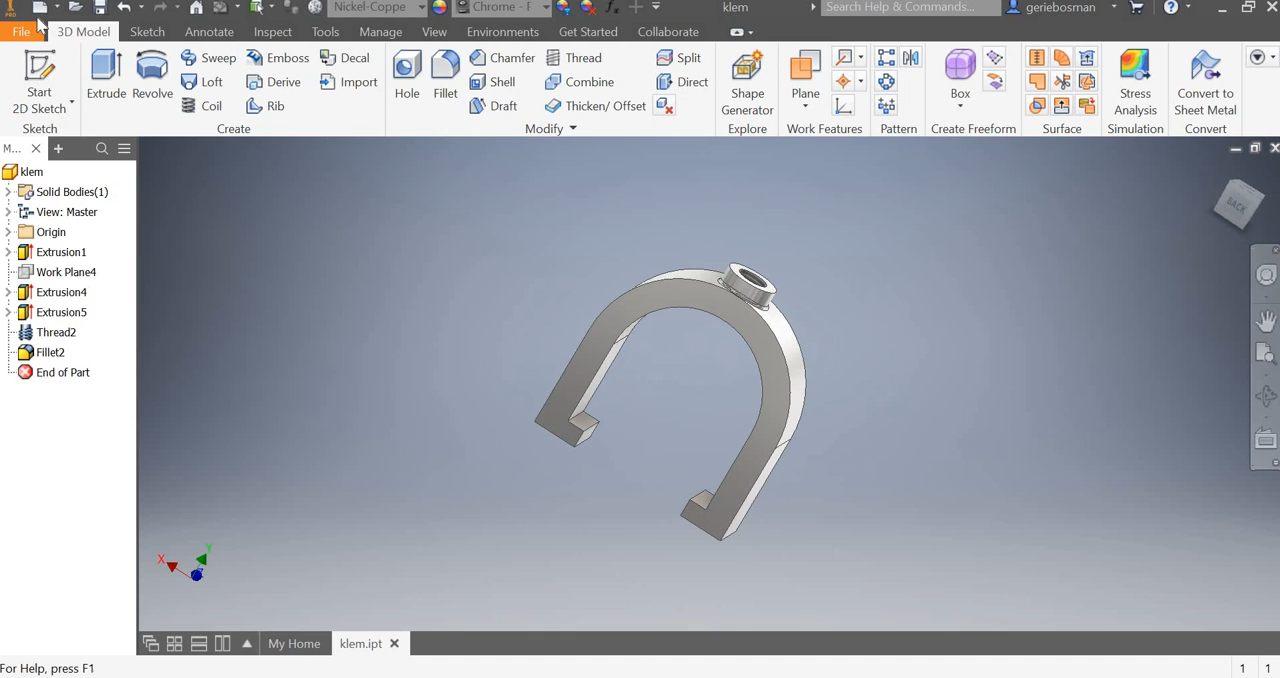 PRO Nickel-Coppe Chrome - F klem Search Help & Commands... geriebosman
File 3D Model Sketch Annotate Inspect Tools Manage View Environments Get Started Collaborate
Start 2D Sketch
Sketch
Extrude Revolve Sweep Loft Coil Emboss Derive Rib Decal Import
Create
Hole Fillet Chamfer Shell Draft Thread Combine Thicken/ Offset Split Direct
Modify
Shape Generator
Explore
Plane
Work Features
Pattern
Box
Create Freeform
Surface
Stress Analysis
Simulation
Convert to Sheet Metal
Convert
M...
klem
Solid Bodies(1)
View: Master
Origin
Extrusion1
Work Plane4
Extrusion4
Extrusion5
Thread2
Fillet2
End of Part
BACK
X Y Z
My Home klem.ipt
For Help, press F1 1 1